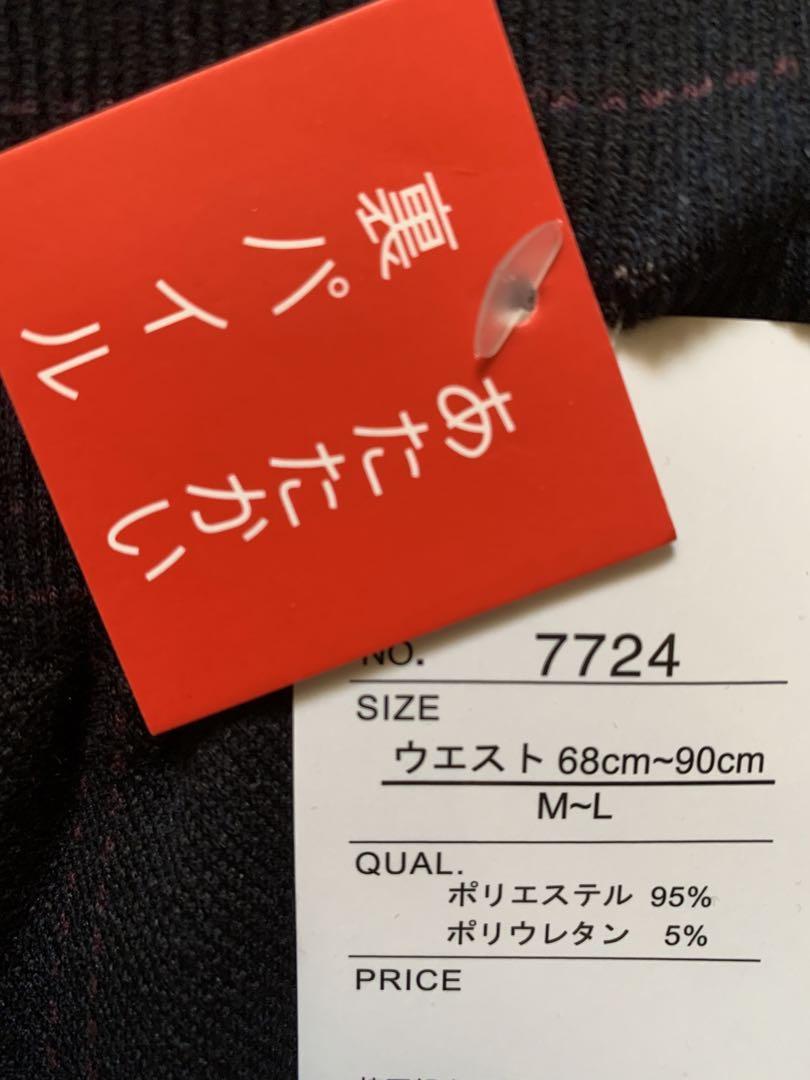 あたたかい
裏パイル
NO. 7724
SIZE
ウエスト 68cm~90cm
M~L
QUAL.
ポリエステル 95%
ポリウレタン 5%
PRICE